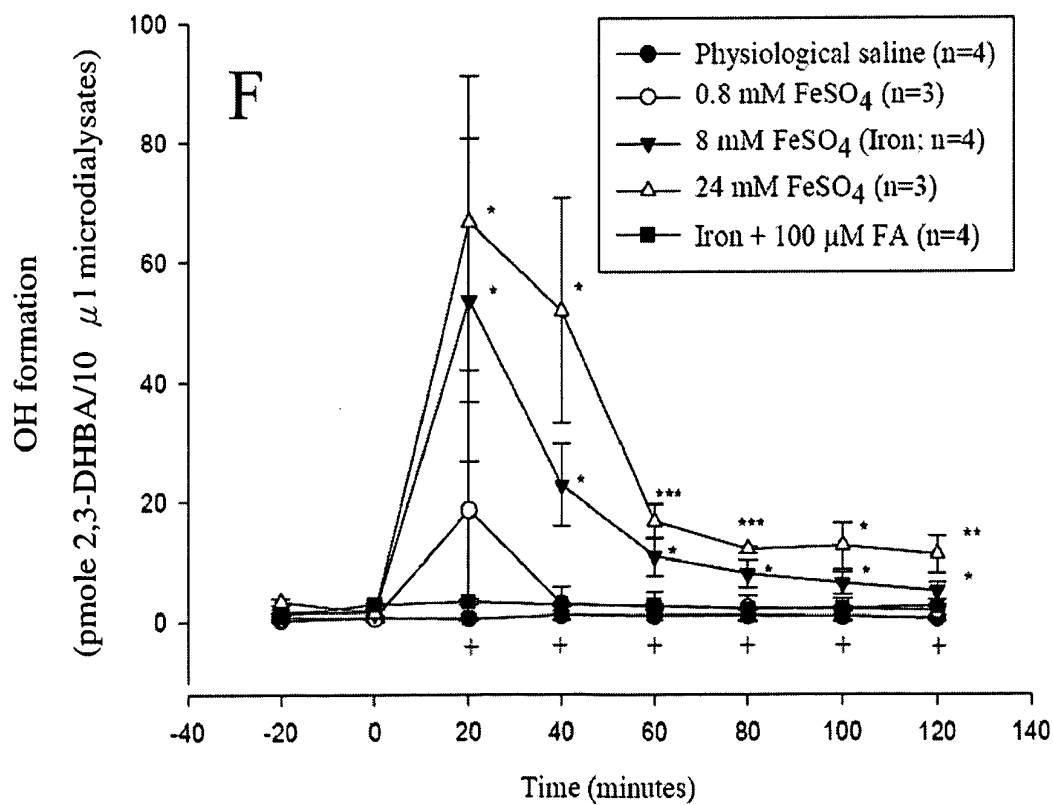 F
Physiological saline (n=4)
0.8 mM FeSO4 (n=3)
8 mM FeSO4 (Iron; n=4)
24 mM FeSO4 (n=3)
Iron + 100 μM FA (n=4)
OH formation
(pmole 2,3-DHBA/10 μl microdialysates)
100
80
60
40
20
0
*
*
*
*
***
*
***
*
*
*
**
*
+ + + + + +
-40 -20 0 20 40 60 80 100 120 140
Time (minutes)